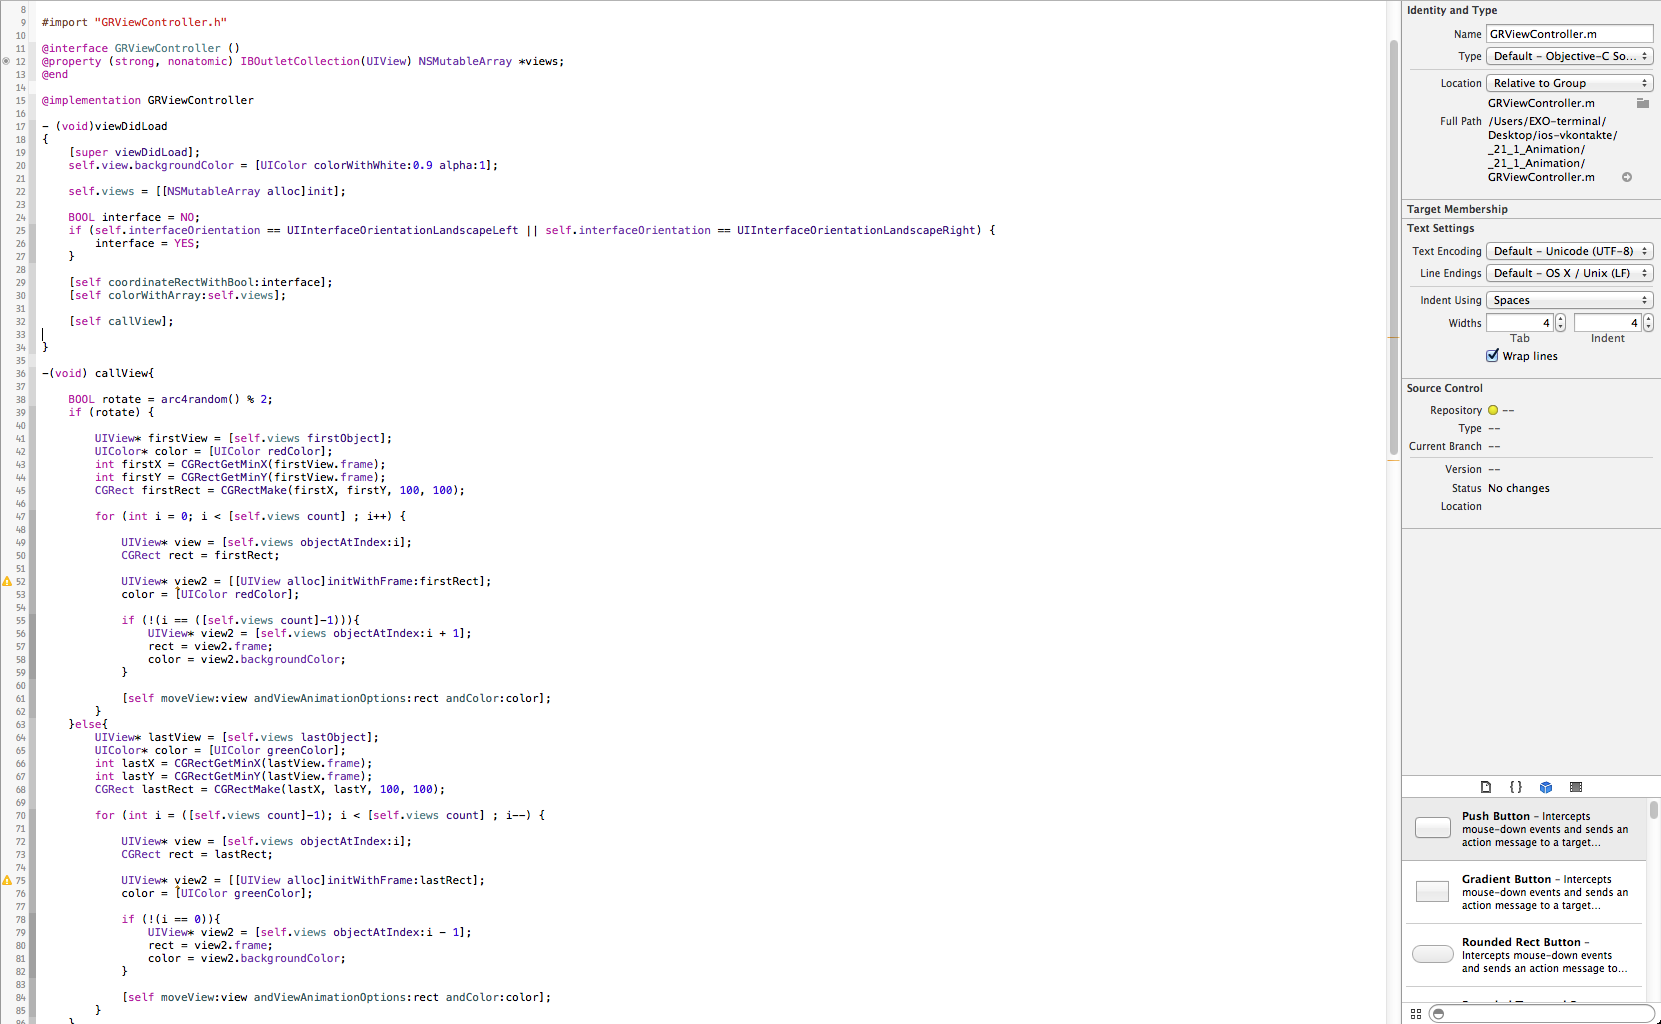 8
9 #import "GRViewController.h"
10
11 @interface GRViewController ()
12 @property (strong, nonatomic) IBOutletCollection(UIView) NSMutableArray *views;
13 @end
14
15 @implementation GRViewController
16
17 - (void)viewDidLoad
18 {
19     [super viewDidLoad];
20     self.view.backgroundColor = [UIColor colorWithWhite:0.9 alpha:1];
21
22     self.views = [[NSMutableArray alloc]init];
23
24     BOOL interface = NO;
25     if (self.interfaceOrientation == UIInterfaceOrientationLandscapeLeft || self.interfaceOrientation == UIInterfaceOrientationLandscapeRight) {
26         interface = YES;
27     }
28
29     [self coordinateRectWithBool:interface];
30     [self colorWithArray:self.views];
31
32     [self callView];
33
34 }
35
36 -(void) callView{
37
38     BOOL rotate = arc4random() % 2;
39     if (rotate) {
40
41         UIView* firstView = [self.views firstObject];
42         UIColor* color = [UIColor redColor];
43         int firstX = CGRectGetMinX(firstView.frame);
44         int firstY = CGRectGetMinY(firstView.frame);
45         CGRect firstRect = CGRectMake(firstX, firstY, 100, 100);
46
47         for (int i = 0; i < [self.views count] ; i++) {
48
49             UIView* view = [self.views objectAtIndex:i];
50             CGRect rect = firstRect;
51
52             UIView* view2 = [[UIView alloc]initWithFrame:firstRect];
53             color = [UIColor redColor];
54
55             if (!(i == ([self.views count]-1))){
56                 UIView* view2 = [self.views objectAtIndex:i + 1];
57                 rect = view2.frame;
58                 color = view2.backgroundColor;
59             }
60
61             [self moveView:view andViewAnimationOptions:rect andColor:color];
62         }
63     }else{
64         UIView* lastView = [self.views lastObject];
65         UIColor* color = [UIColor greenColor];
66         int lastX = CGRectGetMinX(lastView.frame);
67         int lastY = CGRectGetMinY(lastView.frame);
68         CGRect lastRect = CGRectMake(lastX, lastY, 100, 100);
69
70         for (int i = ([self.views count]-1); i < [self.views count] ; i--) {
71
72             UIView* view = [self.views objectAtIndex:i];
73             CGRect rect = lastRect;
74
75             UIView* view2 = [[UIView alloc]initWithFrame:lastRect];
76             color = [UIColor greenColor];
77
78             if (!(i == 0)){
79                 UIView* view2 = [self.views objectAtIndex:i - 1];
80                 rect = view2.frame;
81                 color = view2.backgroundColor;
82             }
83
84             [self moveView:view andViewAnimationOptions:rect andColor:color];
85         }
86     }
Identity and Type
Name GRViewController.m
Type Default - Objective-C So...
Location Relative to Group
GRViewController.m
Full Path /Users/EXO-terminal/
Desktop/ios-vkontakte/
_21_1_Animation/
_21_1_Animation/
GRViewController.m
Target Membership
Text Settings
Text Encoding Default - Unicode (UTF-8)
Line Endings Default - OS X / Unix (LF)
Indent Using Spaces
Widths 4 4
Tab Indent
Wrap lines
Source Control
Repository --
Type --
Current Branch --
Version --
Status No changes
Location
{ }
Push Button - Intercepts
mouse-down events and sends an
action message to a target...
Gradient Button - Intercepts
mouse-down events and sends an
action message to a target...
Rounded Rect Button -
Intercepts mouse-down events
and sends an action message to...